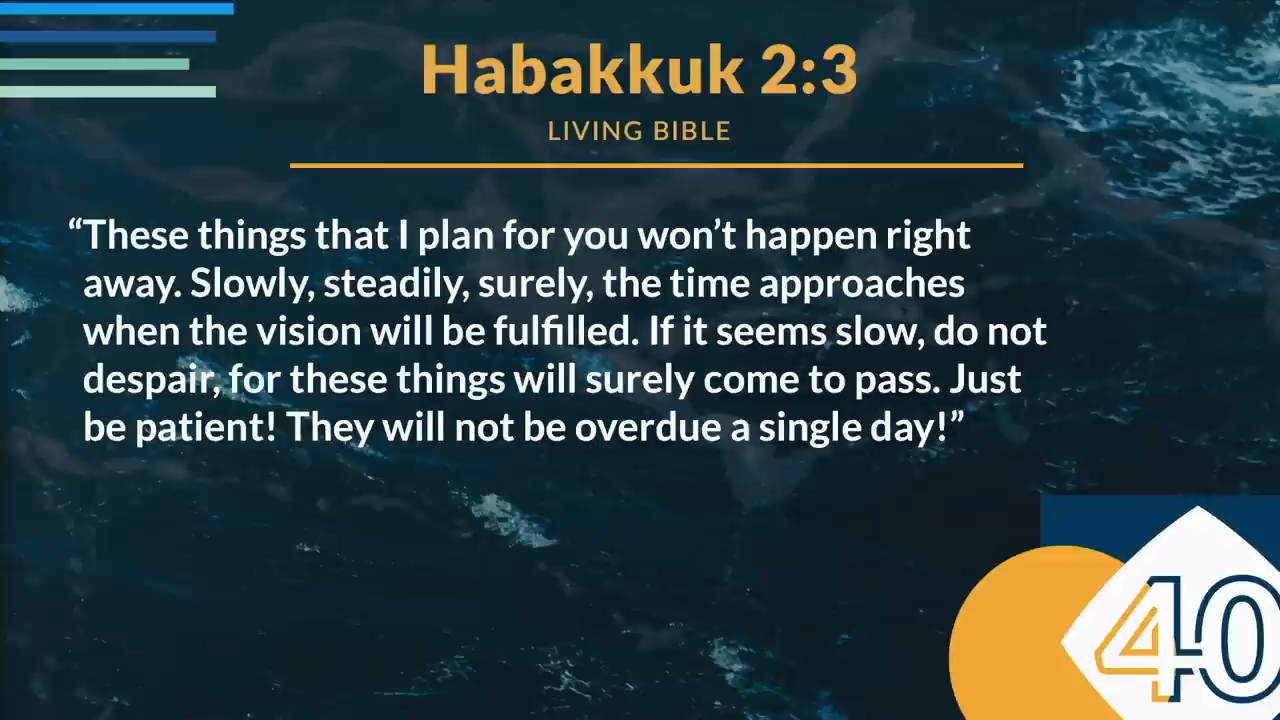 Habakkuk 2:3
LIVING BIBLE
“These things that I plan for you won’t happen right
away. Slowly, steadily, surely, the time approaches
when the vision will be fulfilled. If it seems slow, do not
despair, for these things will surely come to pass. Just
be patient! They will not be overdue a single day!”
40